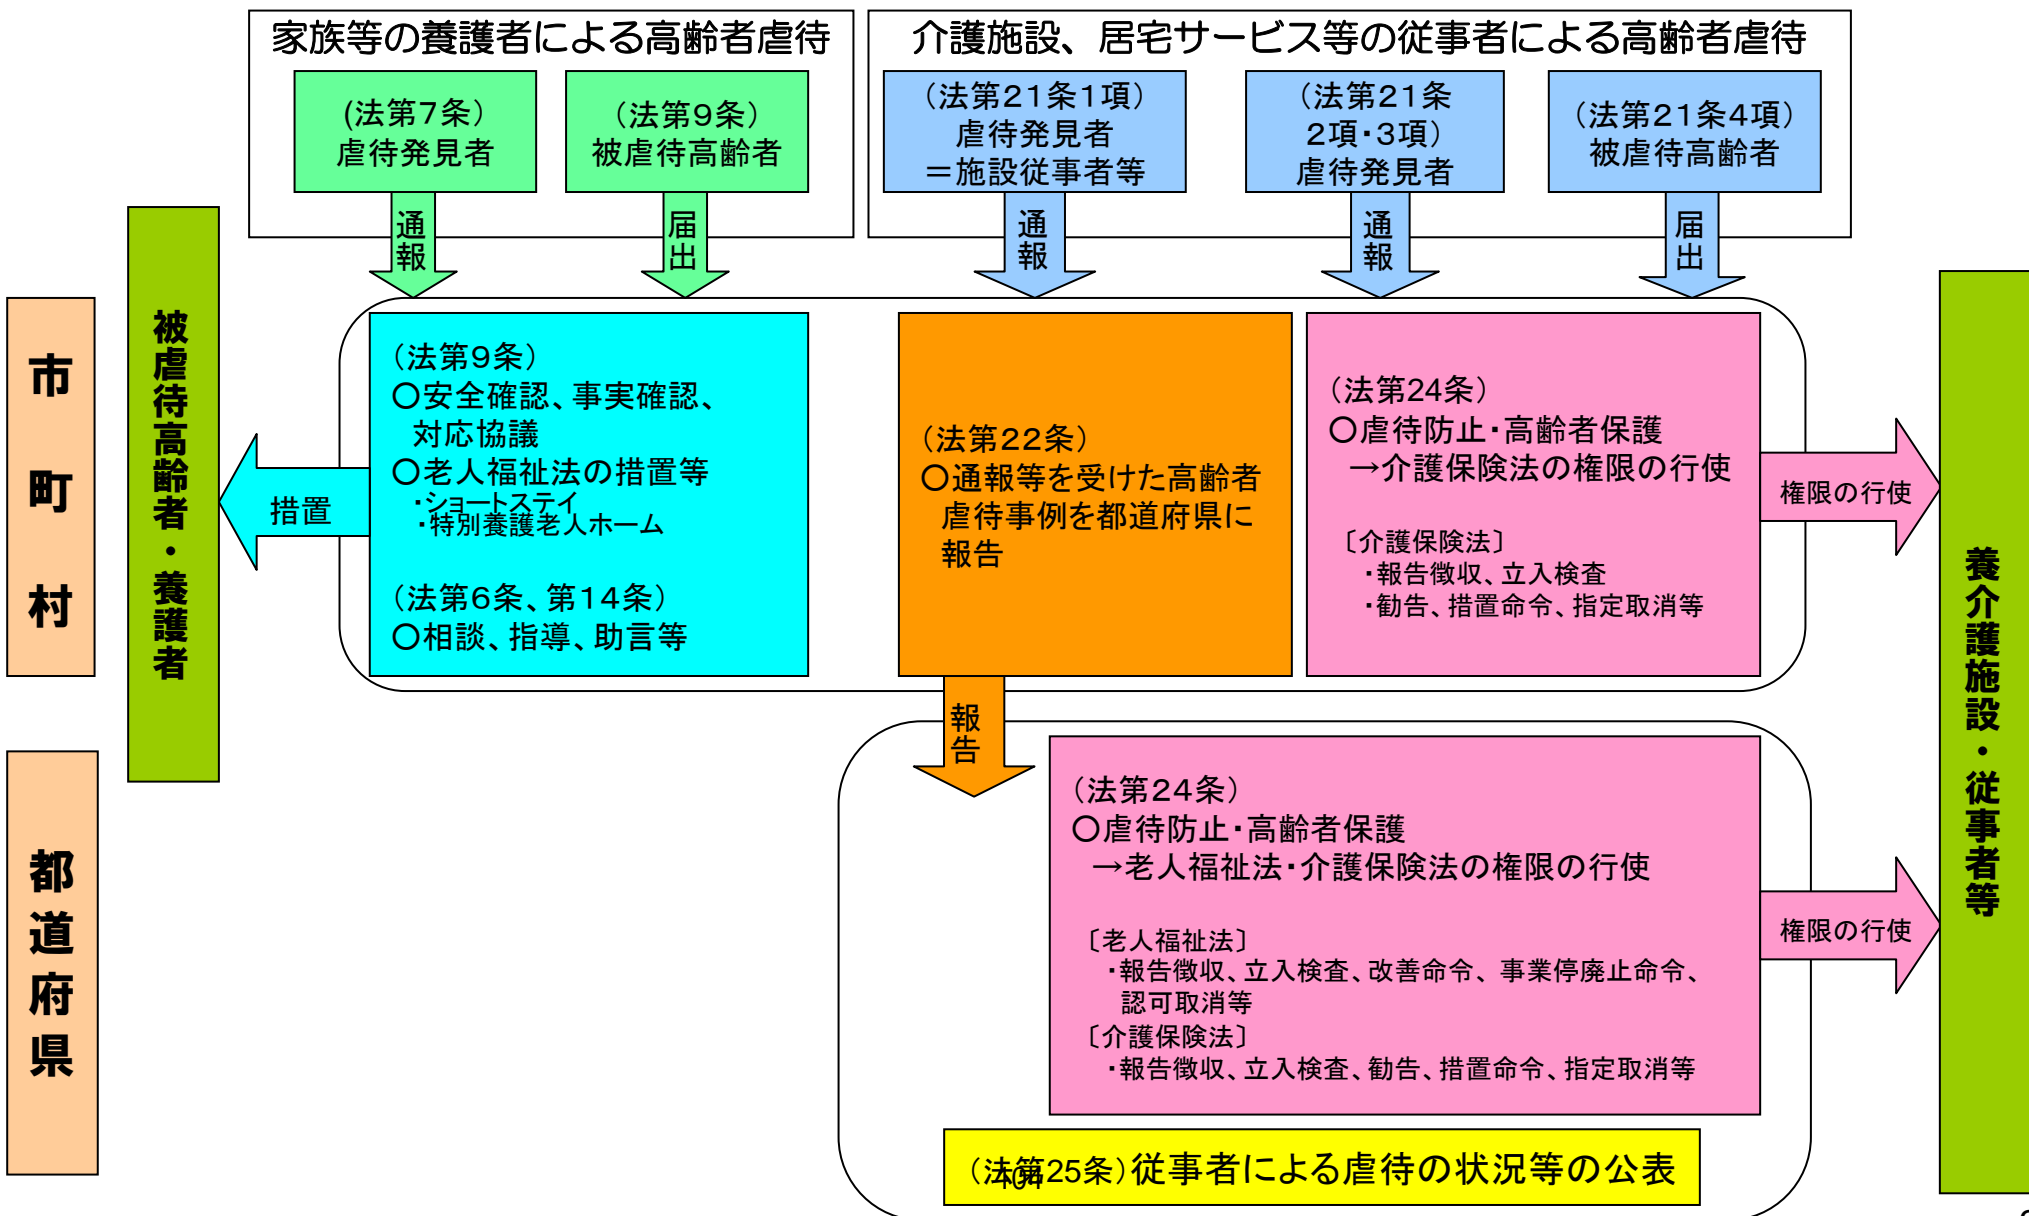 家族等の養護者による高齢者虐待
(法第7条)
虐待発見者
(法第9条)
被虐待高齢者
通報
届出
介護施設、居宅サービス等の従事者による高齢者虐待
(法第21条1項)
虐待発見者
＝施設従事者等
(法第21条
2項・3項)
虐待発見者
(法第21条4項)
被虐待高齢者
通報
通報
届出
市町村
被虐待高齢者・養護者
措置
(法第9条)
○安全確認、事実確認、
対応協議
○老人福祉法の措置等
・ショートステイ
・特別養護老人ホーム
(法第6条、第14条)
○相談、指導、助言等
(法第22条)
○通報等を受けた高齢者
虐待事例を都道府県に
報告
(法第24条)
○虐待防止・高齢者保護
→介護保険法の権限の行使
〔介護保険法〕
・報告徴収、立入検査
・勧告、措置命令、指定取消等
権限の行使
養介護施設・従事者等
報告
都道府県
(法第24条)
○虐待防止・高齢者保護
→老人福祉法・介護保険法の権限の行使
〔老人福祉法〕
・報告徴収、立入検査、改善命令、事業停廃止命令、
認可取消等
〔介護保険法〕
・報告徴収、立入検査、勧告、措置命令、指定取消等
権限の行使
(法第25条)従事者による虐待の状況等の公表
104